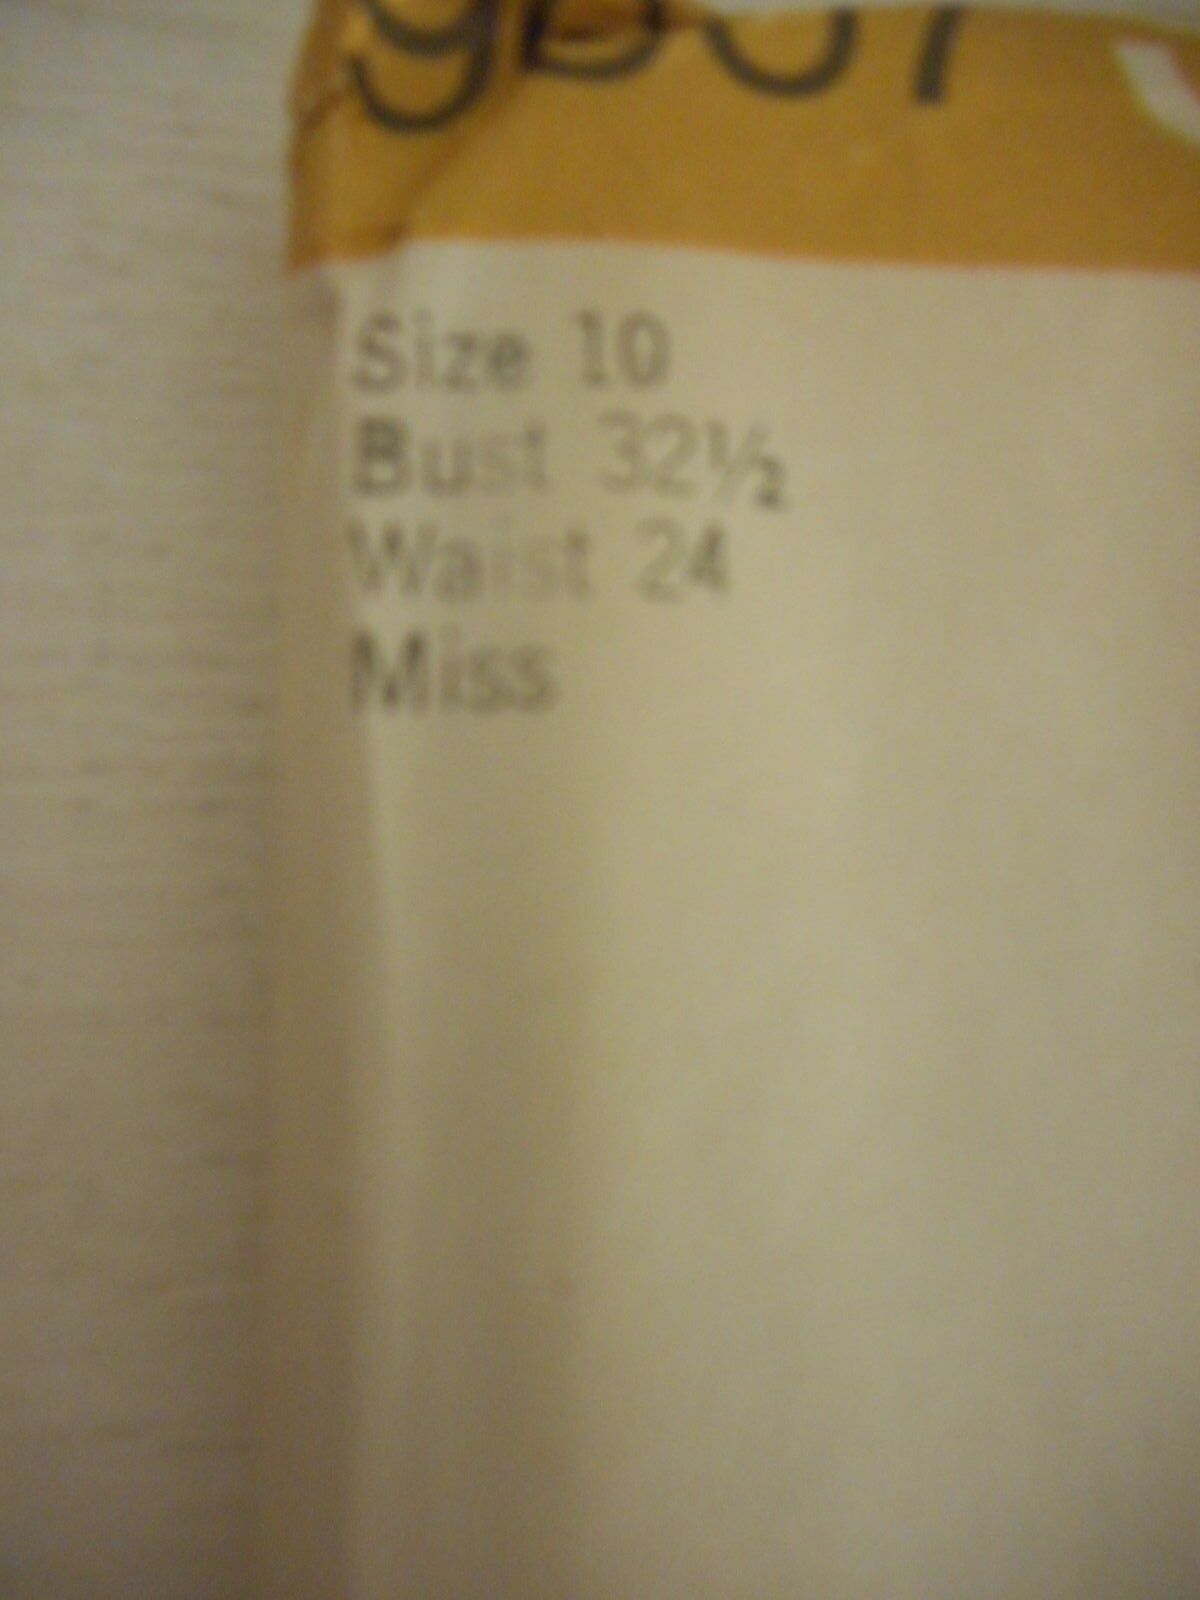 Size 10
Bust 32½
Waist 24
Miss